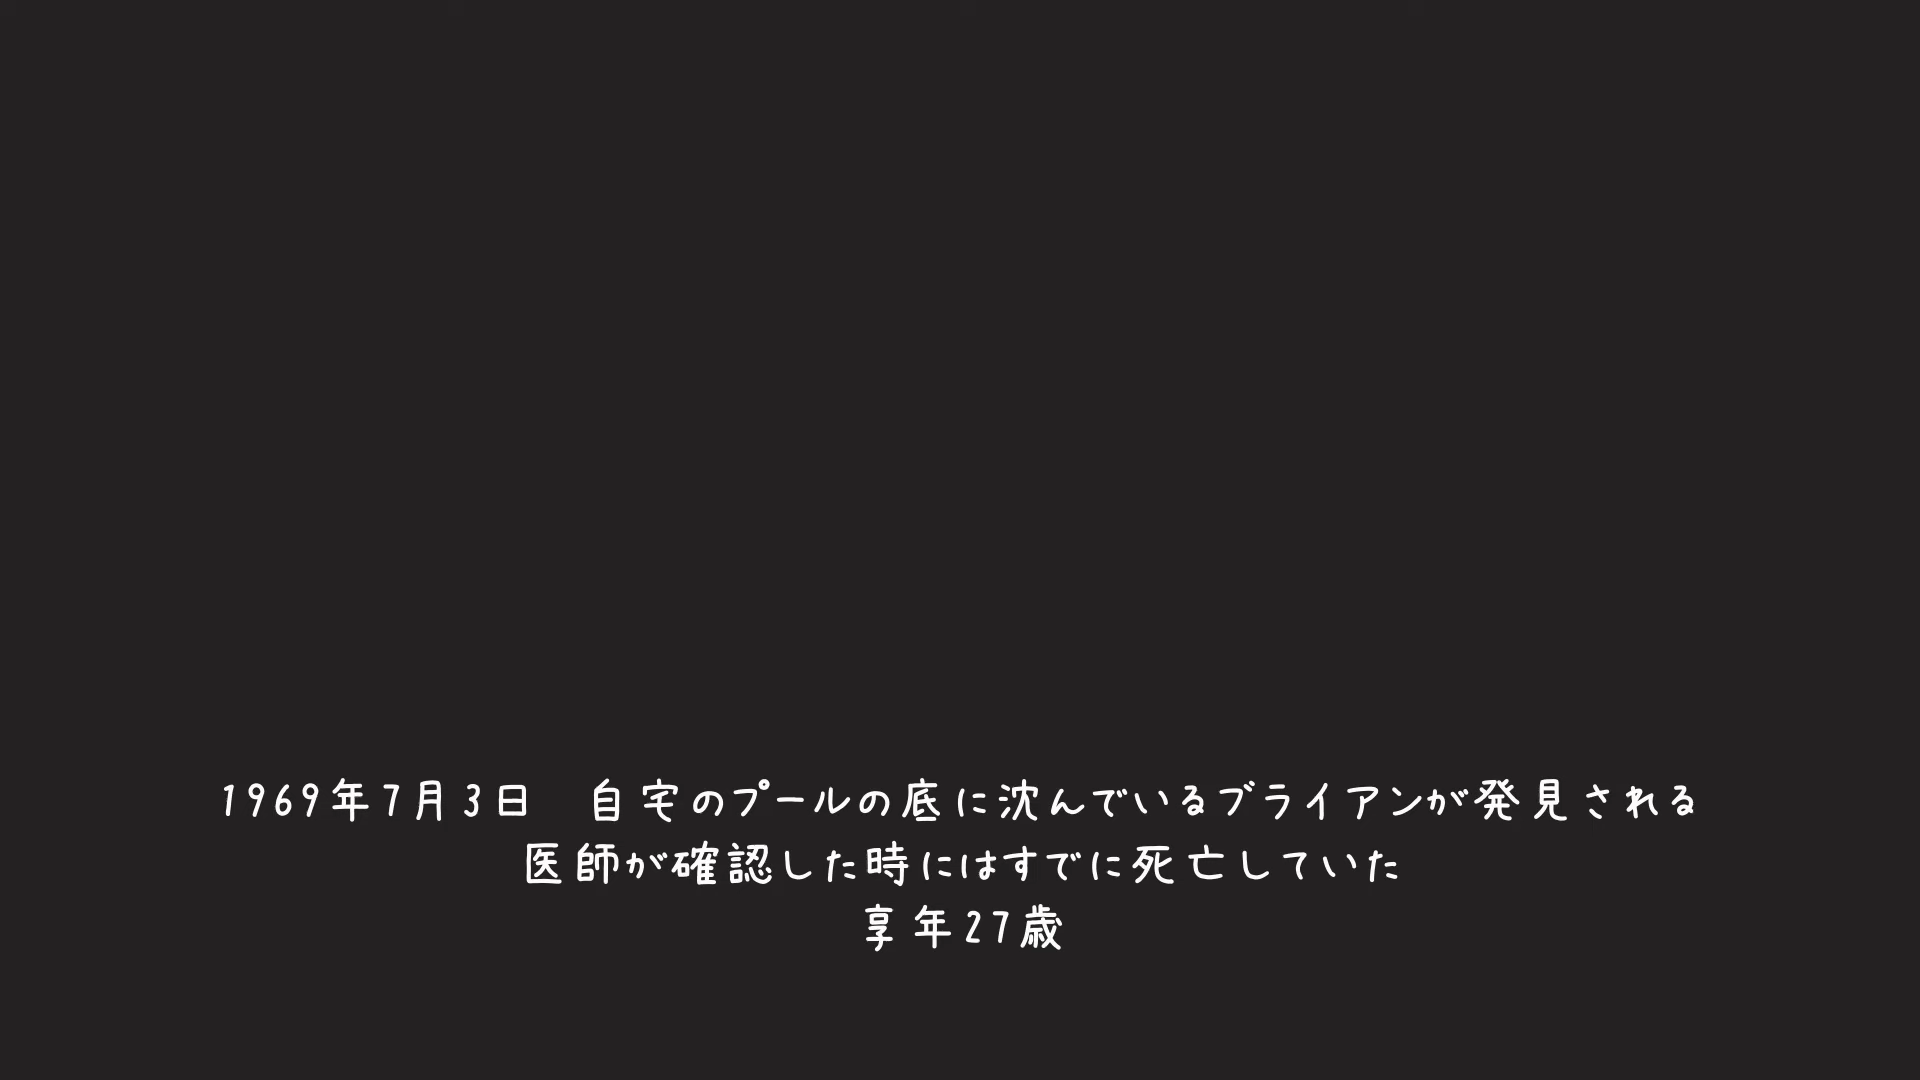 1969年7月3日　自宅のプールの底に沈んでいるブライアンが発見される
医師が確認した時にはすでに死亡していた
享年27歳